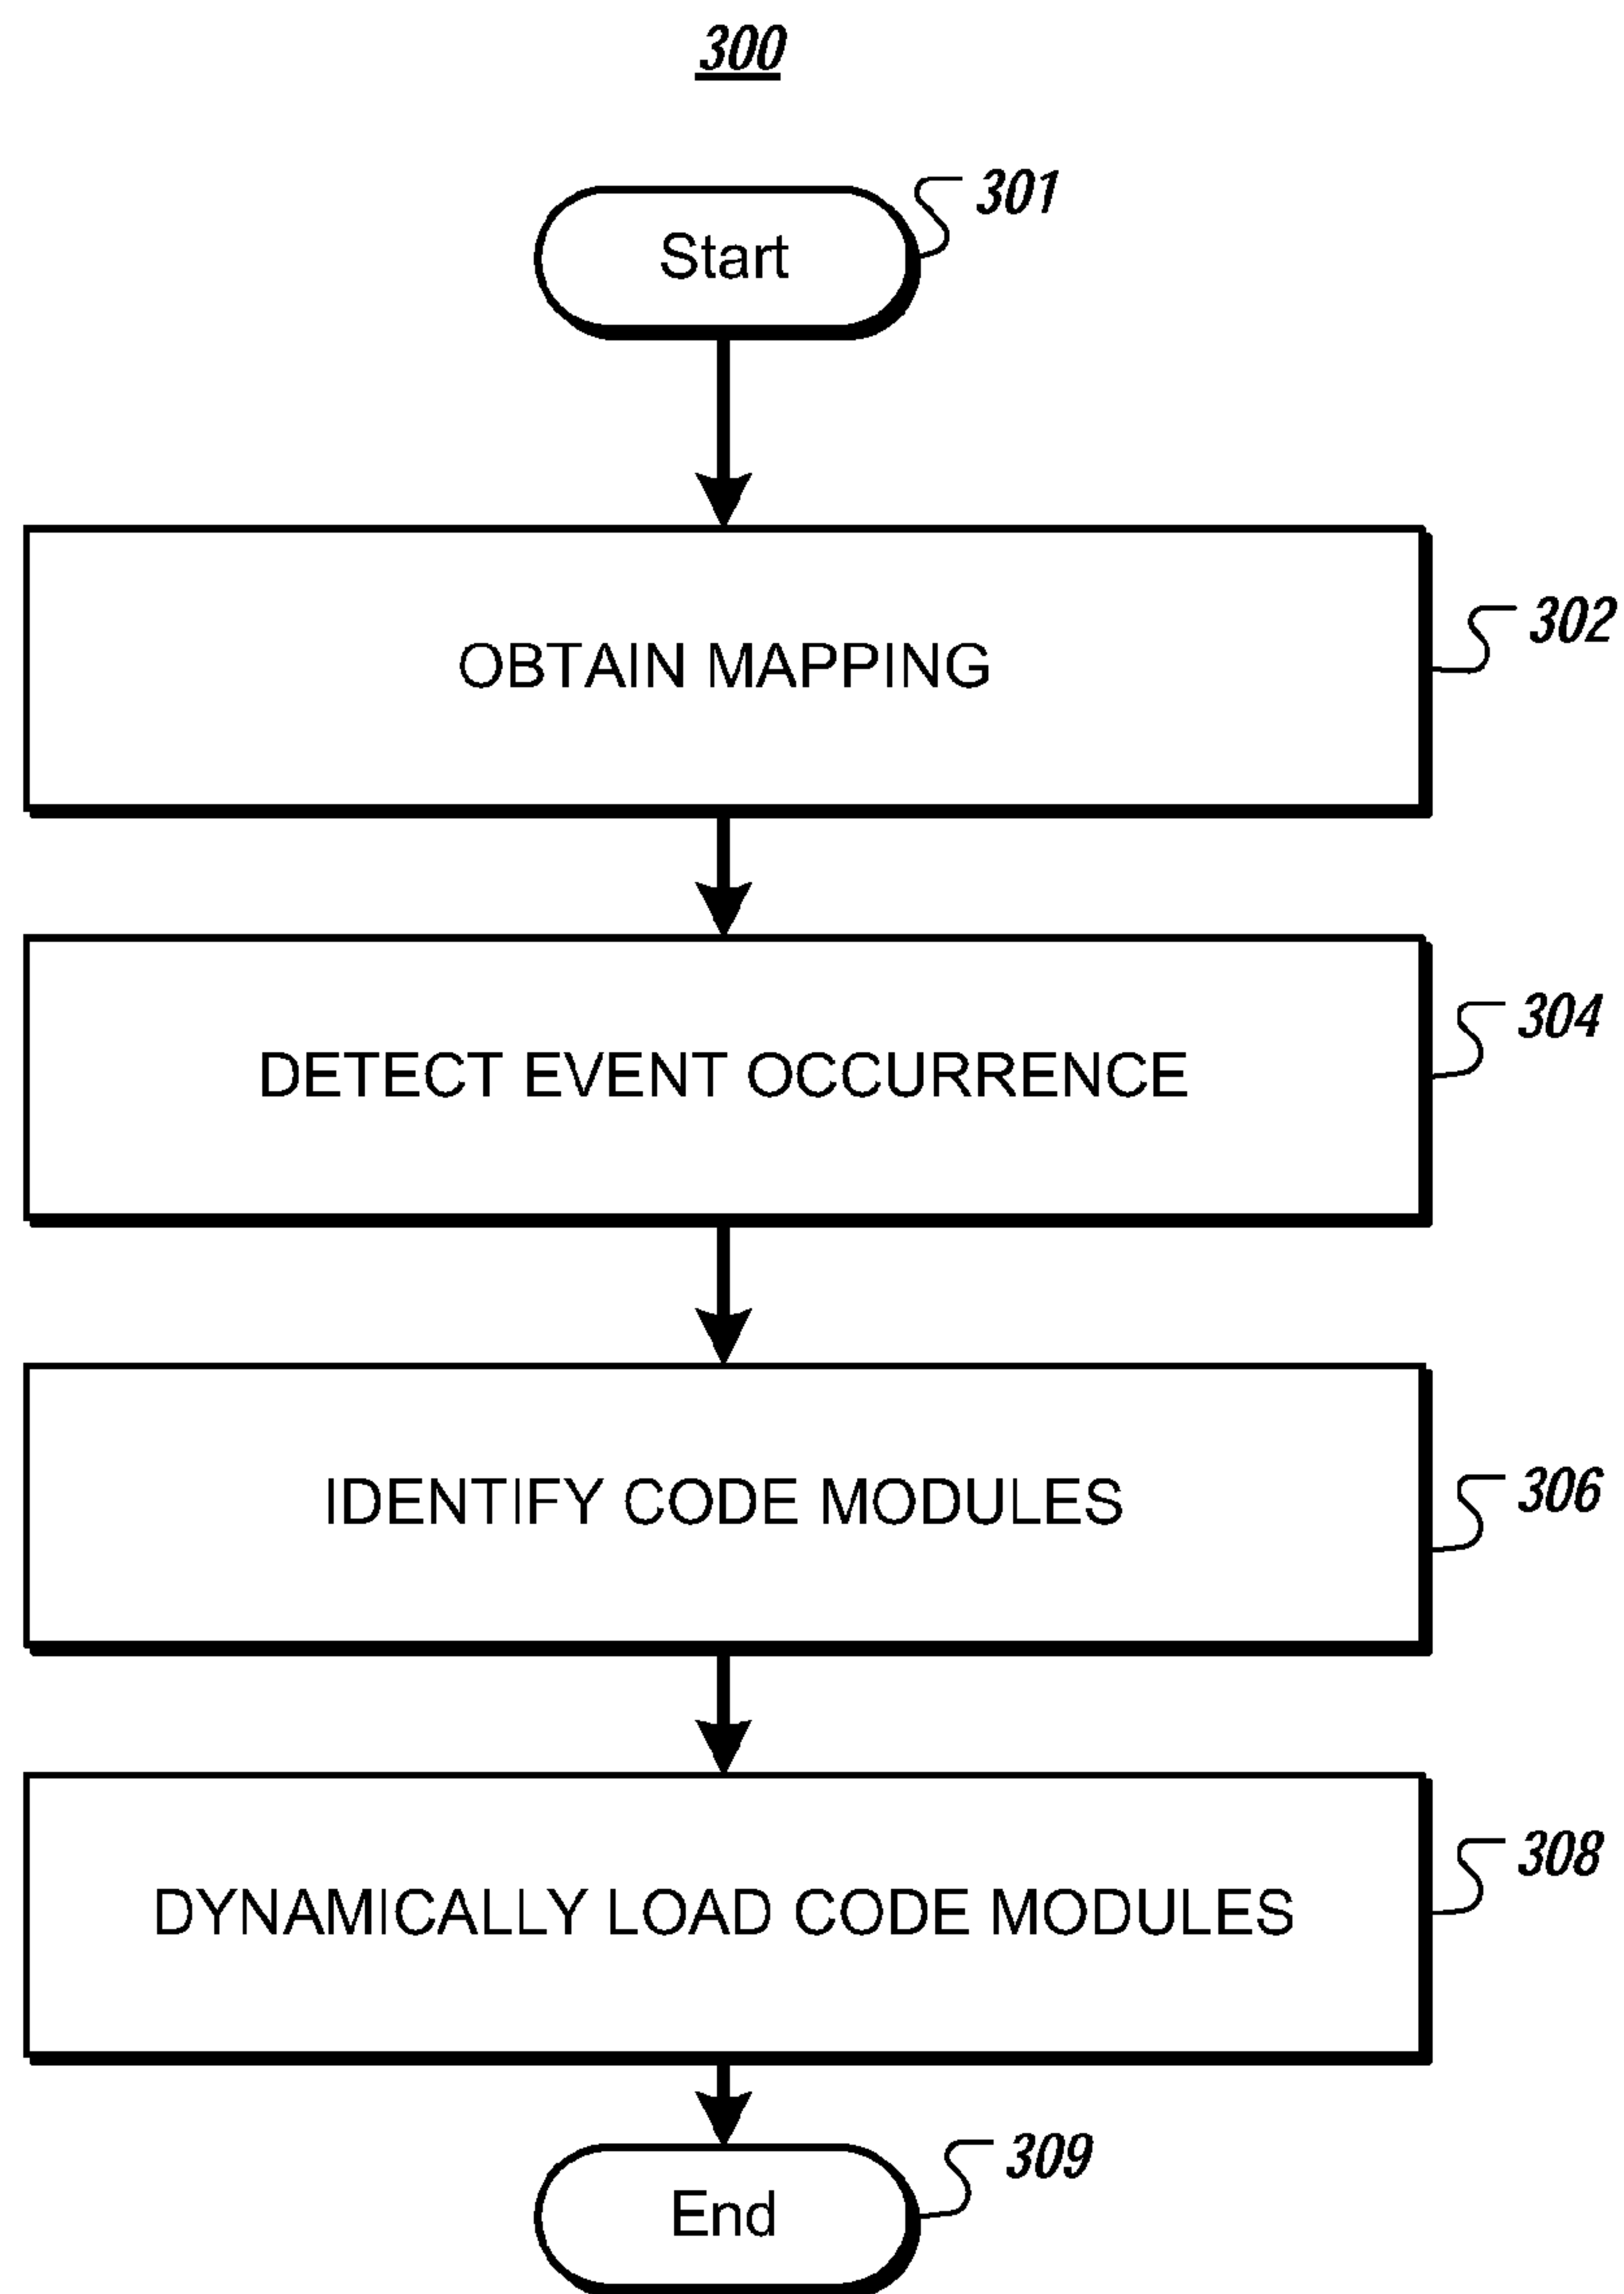 300
301
Start
302
OBTAIN MAPPING
304
DETECT EVENT OCCURRENCE
306
IDENTIFY CODE MODULES
308
DYNAMICALLY LOAD CODE MODULES
309
End